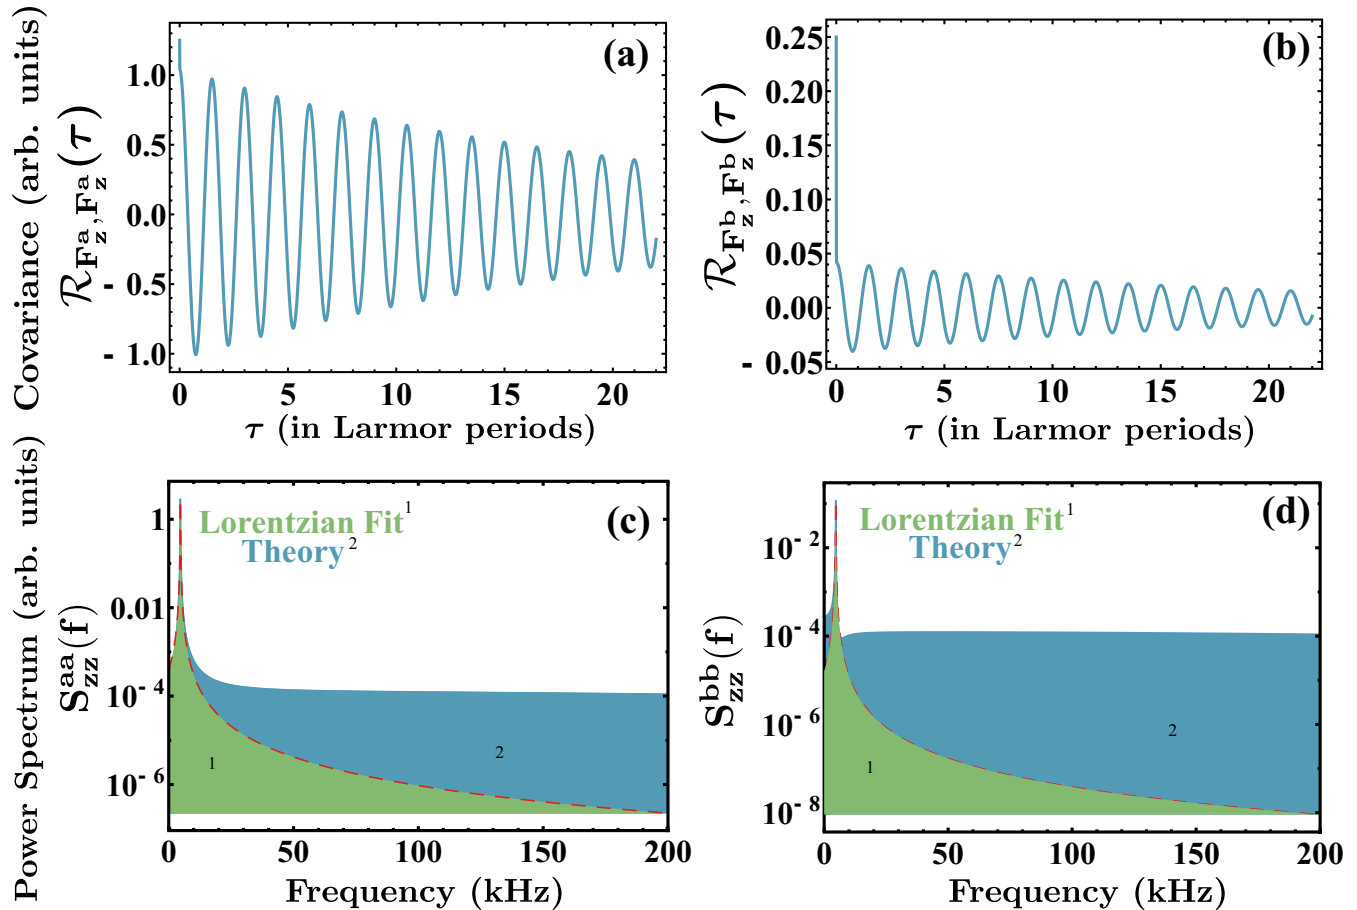 Covariance (arb. units)
Power Spectrum (arb. units)
(a)
R_{F_z^a,F_z^a}(τ)
1.0
0.5
0.0
- 0.5
- 1.0
0 5 10 15 20
τ (in Larmor periods)
(b)
R_{F_z^b,F_z^b}(τ)
0.25
0.20
0.15
0.10
0.05
0.00
- 0.05
0 5 10 15 20
τ (in Larmor periods)
(c)
Lorentzian Fit¹
Theory²
S_{zz}^{aa}(f)
1
0.01
10⁻⁴
10⁻⁶
1
2
0 50 100 150 200
Frequency (kHz)
(d)
Lorentzian Fit¹
Theory²
S_{zz}^{bb}(f)
10⁻²
10⁻⁴
10⁻⁶
10⁻⁸
1
2
0 50 100 150 200
Frequency (kHz)